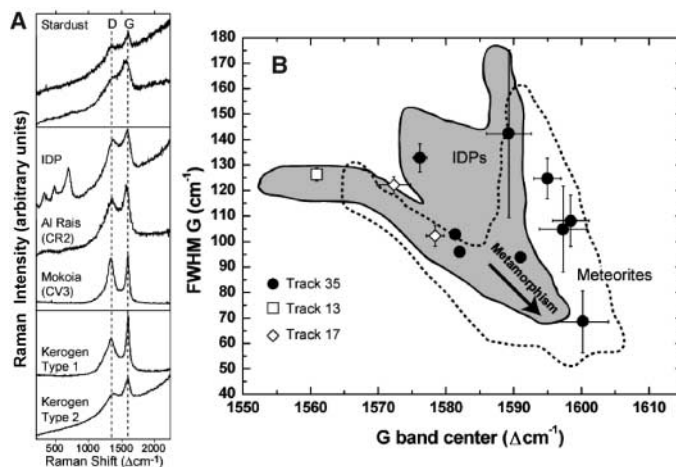 A
D G
Stardust
IDP
Al Rais
(CR2)
Mokoia
(CV3)
Kerogen
Type 1
Kerogen
Type 2
Raman Intensity (arbitrary units)
500 1000 1500 2000
Raman Shift (Δcm⁻¹)
B
180
170
160
150
140
130
120
110
100
90
80
70
60
50
40
FWHM G (cm⁻¹)
IDPs
Metamorphism
Meteorites
Track 35
Track 13
Track 17
1550 1560 1570 1580 1590 1600 1610
G band center (Δcm⁻¹)